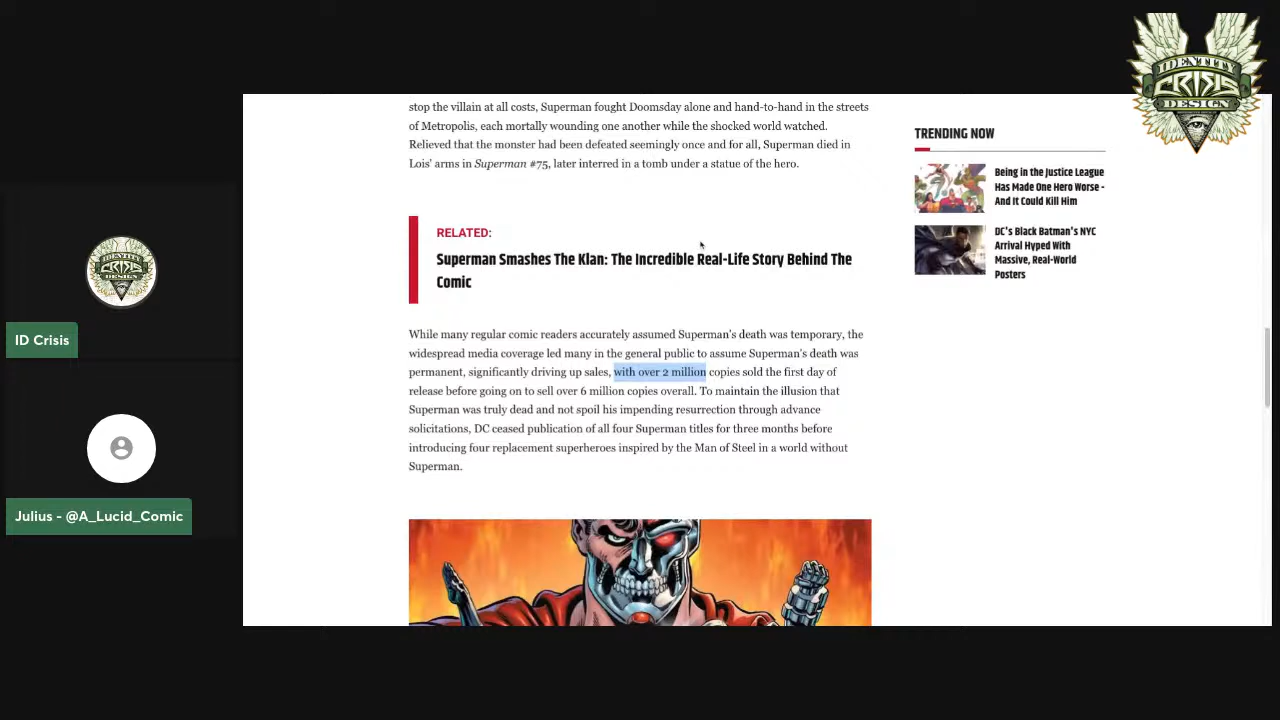 IDENTITY
CRISIS
DESIGN
stop the villain at all costs, Superman fought Doomsday alone and hand-to-hand in the streets
of Metropolis, each mortally wounding one another while the shocked world watched.
Relieved that the monster had been defeated seemingly once and for all, Superman died in
Lois' arms in Superman #75, later interred in a tomb under a statue of the hero.
RELATED:
Superman Smashes The Klan: The Incredible Real-Life Story Behind The
Comic
While many regular comic readers accurately assumed Superman's death was temporary, the
widespread media coverage led many in the general public to assume Superman's death was
permanent, significantly driving up sales, with over 2 million copies sold the first day of
release before going on to sell over 6 million copies overall. To maintain the illusion that
Superman was truly dead and not spoil his impending resurrection through advance
solicitations, DC ceased publication of all four Superman titles for three months before
introducing four replacement superheroes inspired by the Man of Steel in a world without
Superman.
TRENDING NOW
Being in the Justice League
Has Made One Hero Worse -
And It Could Kill Him
DC's Black Batman's NYC
Arrival Hyped With
Massive, Real-World
Posters
ID Crisis
Julius - @A_Lucid_Comic